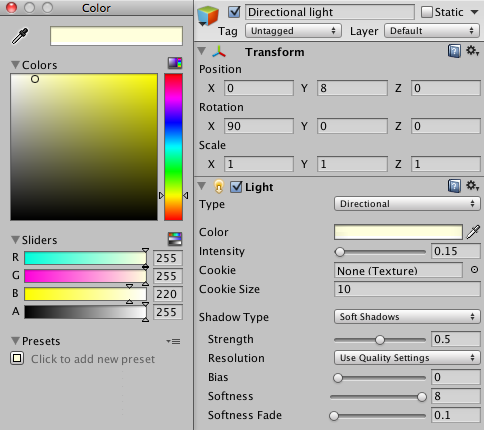 Color
Colors
Sliders
R 255
G 255
B 220
A 255
Presets
Click to add new preset
Directional light Static
Tag Untagged Layer Default
Transform
Position
X 0 Y 8 Z 0
Rotation
X 90 Y 0 Z 0
Scale
X 1 Y 1 Z 1
Light
Type Directional
Color
Intensity 0.15
Cookie None (Texture)
Cookie Size 10
Shadow Type Soft Shadows
Strength 0.5
Resolution Use Quality Settings
Bias 0
Softness 8
Softness Fade 0.1